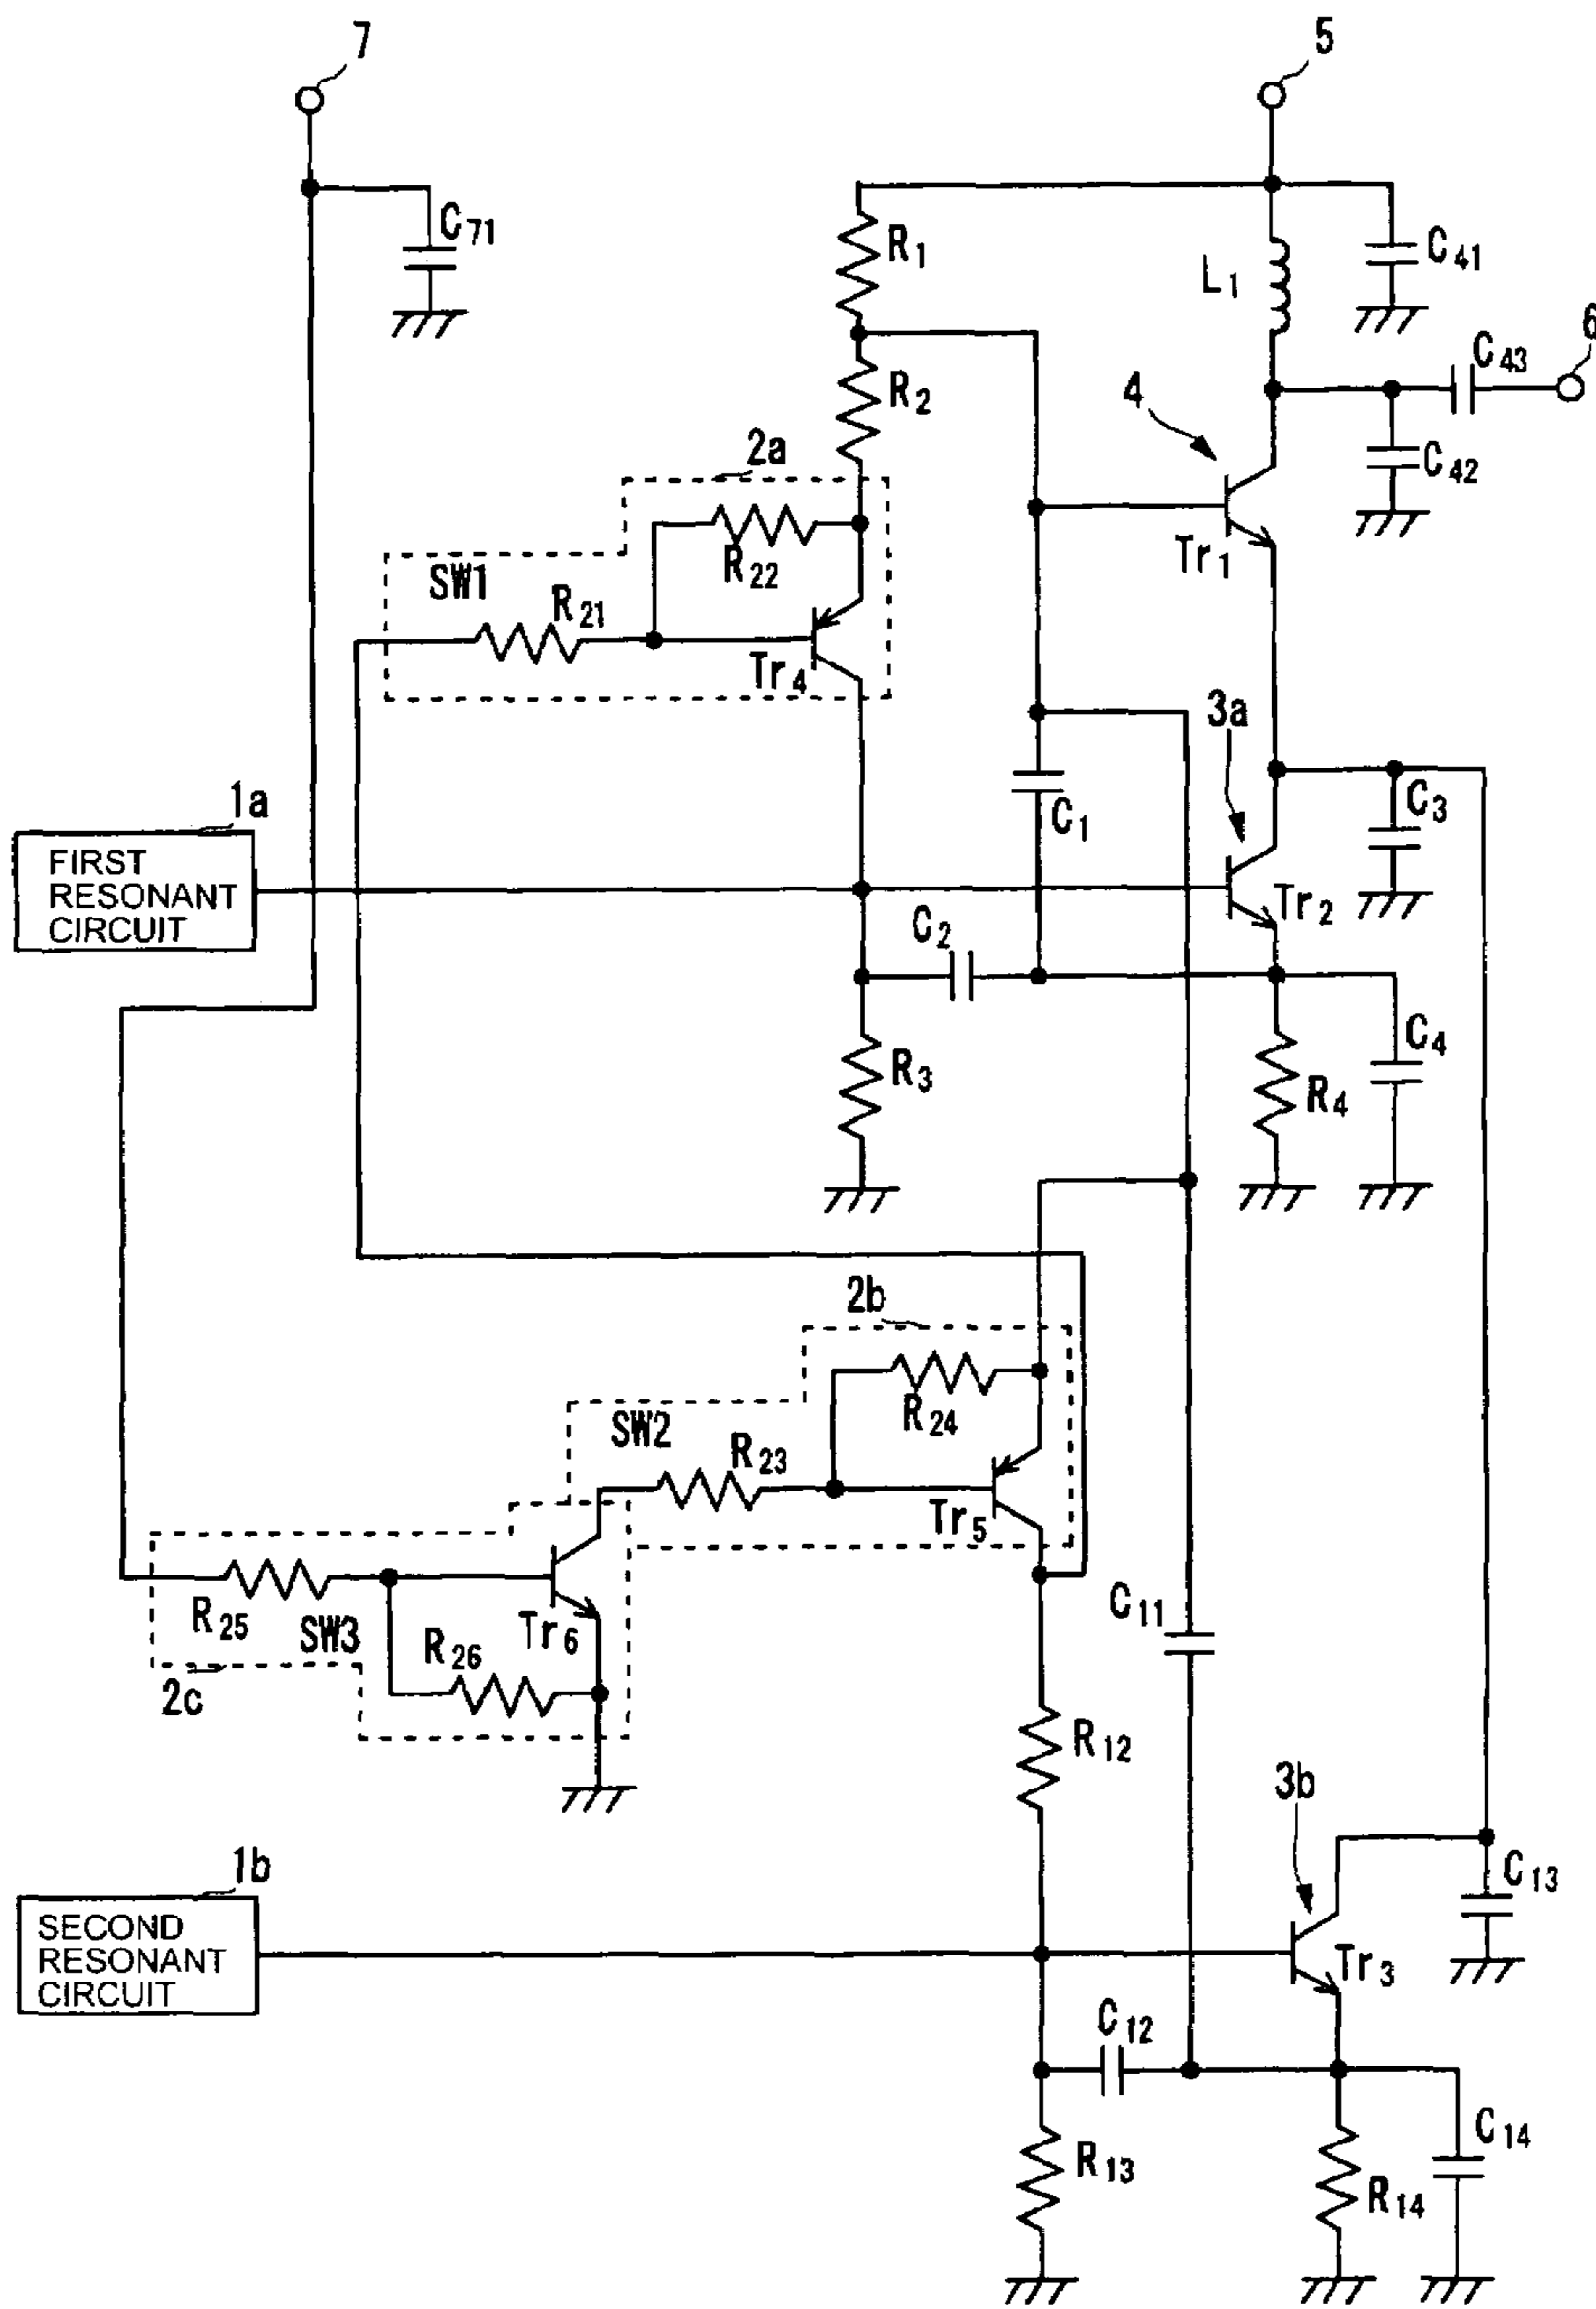 7
5
C71
R1
L1
C41
6
C43
R2
4
2a
C42
R22
SW1
R21
Tr1
Tr4
3a
1a
C1
C3
FIRST
RESONANT
CIRCUIT
Tr2
C2
C4
R3
R4
2b
R24
SW2
R23
Tr5
C11
R25
SW3
Tr6
R26
2c
R12
3b
1b
C13
SECOND
RESONANT
CIRCUIT
Tr3
C12
C14
R13
R14